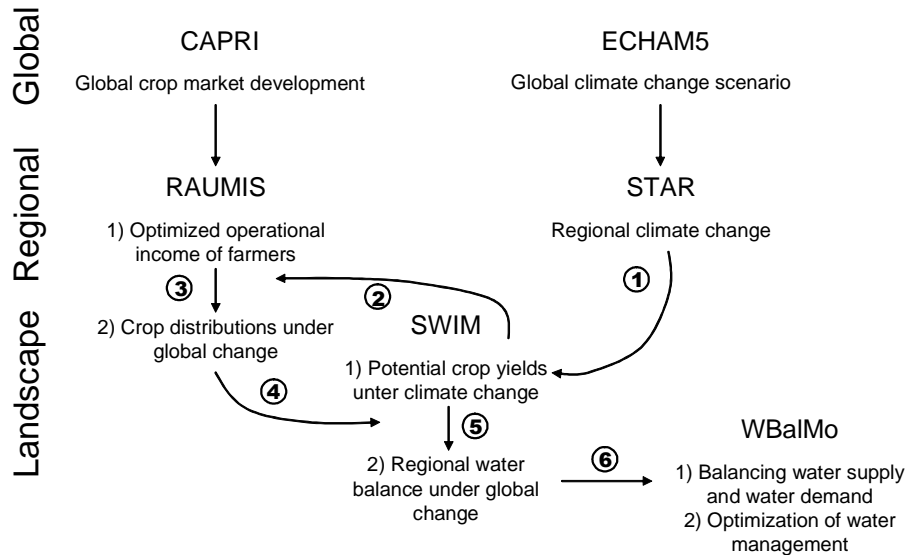 Global
CAPRI
Global crop market development
ECHAM5
Global climate change scenario
Regional
RAUMIS
1) Optimized operational
income of farmers
STAR
Regional climate change
1
2
3
Landscape
2) Crop distributions under
global change
SWIM
1) Potential crop yields
unter climate change
4
5
2) Regional water
balance under global
change
6
WBalMo
1) Balancing water supply
and water demand
2) Optimization of water
management